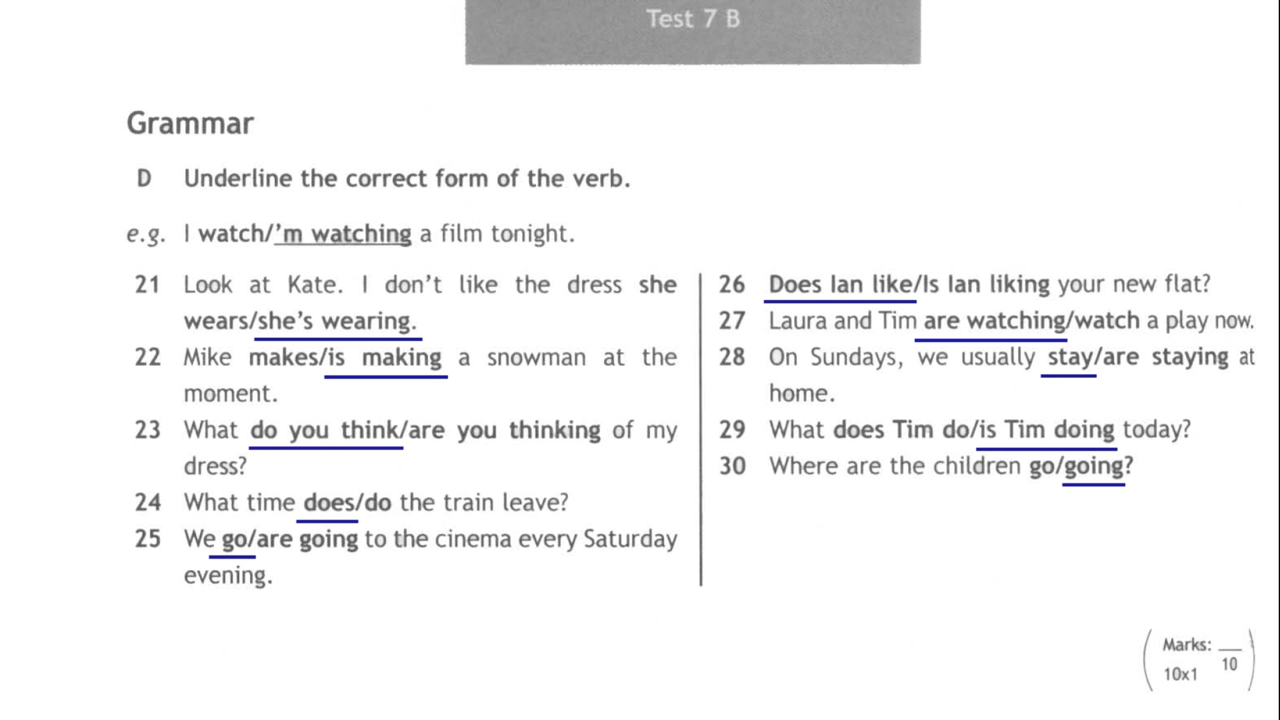 Test 7 B
Grammar
D Underline the correct form of the verb.
e.g. I watch/'m watching a film tonight.
21 Look at Kate. I don't like the dress she
wears/she's wearing.
22 Mike makes/is making a snowman at the
moment.
23 What do you think/are you thinking of my
dress?
24 What time does/do the train leave?
25 We go/are going to the cinema every Saturday
evening.
26 Does Ian like/Is Ian liking your new flat?
27 Laura and Tim are watching/watch a play now.
28 On Sundays, we usually stay/are staying at
home.
29 What does Tim do/is Tim doing today?
30 Where are the children go/going?
Marks: __
10
10x1